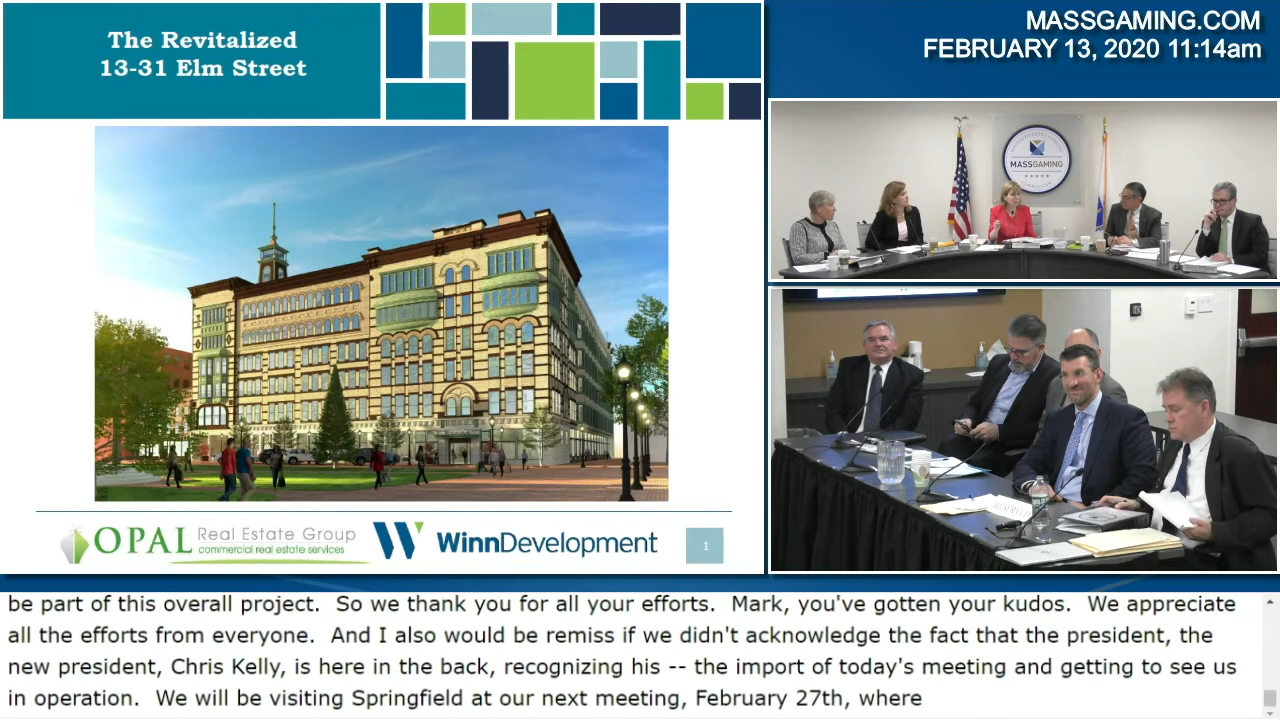 The Revitalized
13-31 Elm Street
OPAL Real Estate Group
commercial real estate services
WinnDevelopment
1
MASSGAMING.COM
FEBRUARY 13, 2020 11:14am
MASSGAMING
RESERVED
be part of this overall project.  So we thank you for all your efforts.  Mark, you've gotten your kudos.  We appreciate
all the efforts from everyone.  And I also would be remiss if we didn't acknowledge the fact that the president, the
new president, Chris Kelly, is here in the back, recognizing his -- the import of today's meeting and getting to see us
in operation.  We will be visiting Springfield at our next meeting, February 27th, where